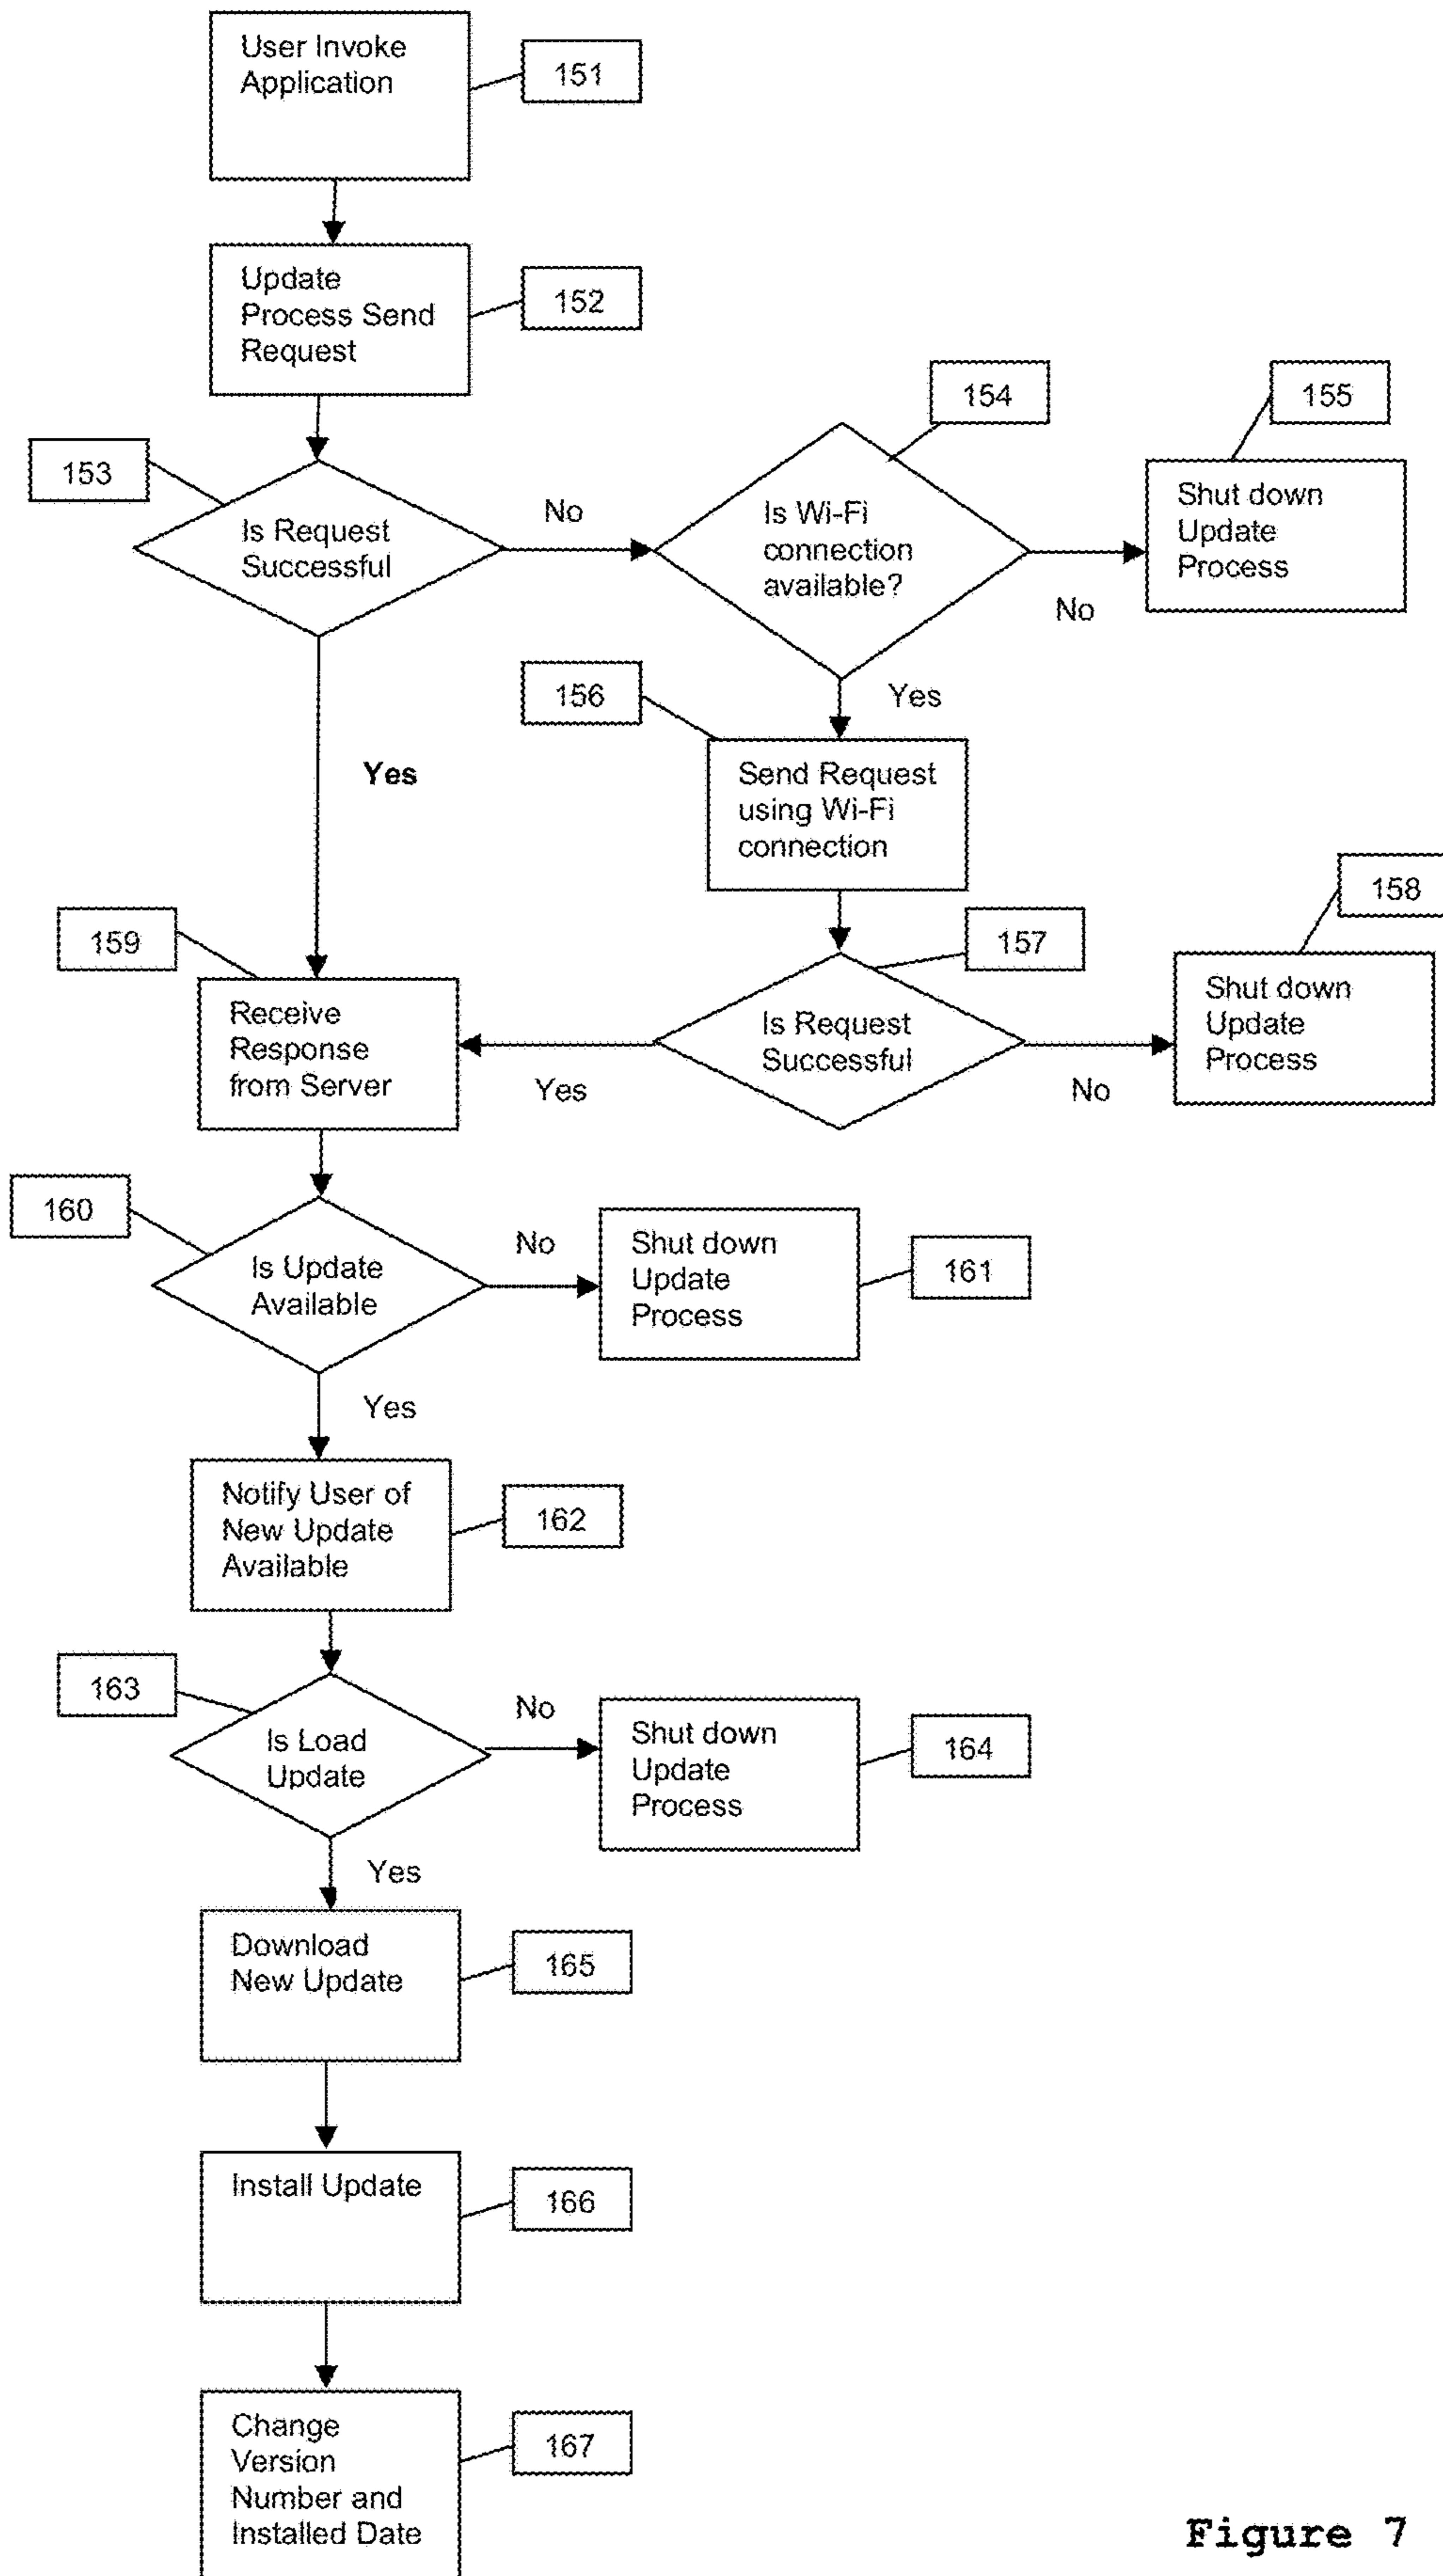 User Invoke
Application
151
Update
Process Send
Request
152
153
Is Request
Successful
No
154
Is Wi-Fi
connection
available?
155
Shut down
Update
Process
No
Yes
156
Send Request
using Wi-Fi
connection
Yes
157
Is Request
Successful
158
Shut down
Update
Process
No
Yes
159
Receive
Response
from Server
160
Is Update
Available
No
Shut down
Update
Process
161
Yes
Notify User of
New Update
Available
162
163
Is Load
Update
No
Shut down
Update
Process
164
Yes
Download
New Update
165
Install Update
166
Change
Version
Number and
Installed Date
167
Figure 7